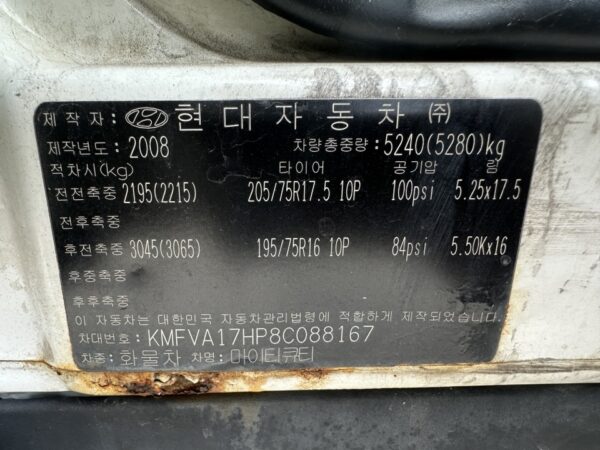 제작자: 현대자동차 ㈜
제작년도: 2008 차량총중량: 5240(5280)kg
적차시(kg) 타이어 공기압 림
전전축중 2195(2215) 205/75R17.5 10P 100psi 5.25x17.5
전후축중
후전축중 3045(3065) 195/75R16 10P 84psi 5.50Kx16
후중축중
후후축중
이 자동차는 대한민국 자동차관리법령에 적합하게 제작되었습니다.
차대번호: KMFVA17HP8C088167
차종: 화물차 차명: 마이티큐티